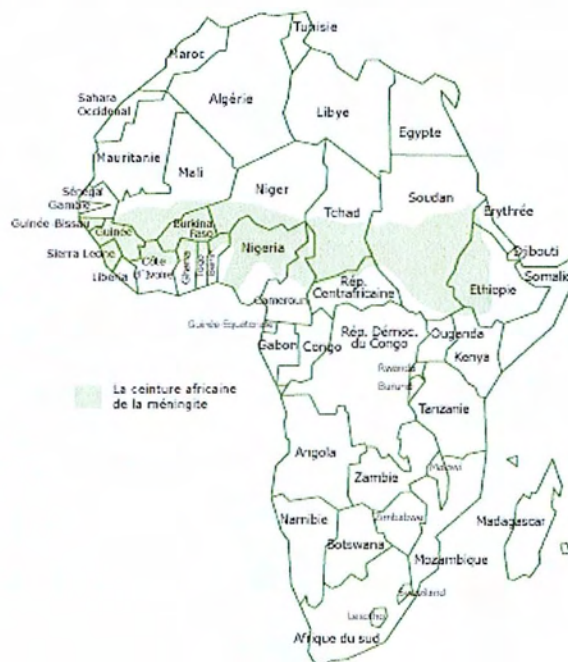 Tunisie
Maroc
Algérie
Libye
Egypte
Sahara
Occidental
Mauritanie
Mali
Niger
Tchad
Soudan
Erythrée
Sénégal
Gambie
Guinée-Bissau
Guinée
Burkina
Faso
Nigeria
Djibouti
Somalie
Sierra Leone
Libéria
Côte
d'Ivoire
Ghana
Togo
Bénin
Cameroun
Rép.
Centrafricaine
Ethiopie
Guinée-Equatoriale
Gabon
Congo
Rép. Démoc.
du Congo
Ouganda
Kenya
Rwanda
Burundi
La ceinture africaine
de la méningite
Tanzanie
Angola
Zambie
Malawi
Namibie
Zimbabwe
Botswana
Mozambique
Madagascar
Swaziland
Lesotho
Afrique du sud